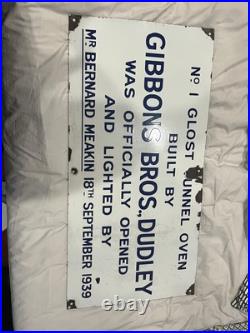 Nº 1 GLOST TUNNEL OVEN
BUILT BY
GIBBONS BROS., DUDLEY
WAS OFFICIALLY OPENED
AND LIGHTED BY
MR BERNARD MEAKIN 18TH SEPTEMBER 1939